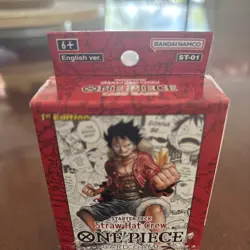 6+
English ver.
BANDAI NAMCO
ST-01
ONE PIECE
1st Edition
STARTER DECK
Straw Hat Crew
ONE PIECE